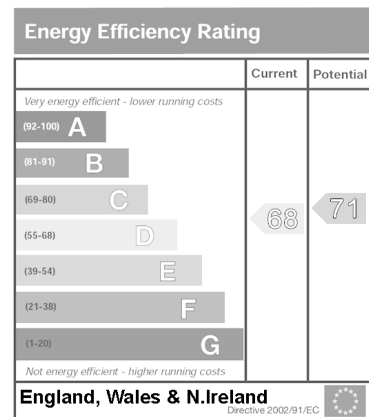 Energy Efficiency Rating
Current Potential
Very energy efficient - lower running costs
(92-100) A
(81-91) B
(69-80) C
(55-68) D
(39-54) E
(21-38) F
(1-20) G
68
71
Not energy efficient - higher running costs
England, Wales & N.Ireland
Directive 2002/91/EC